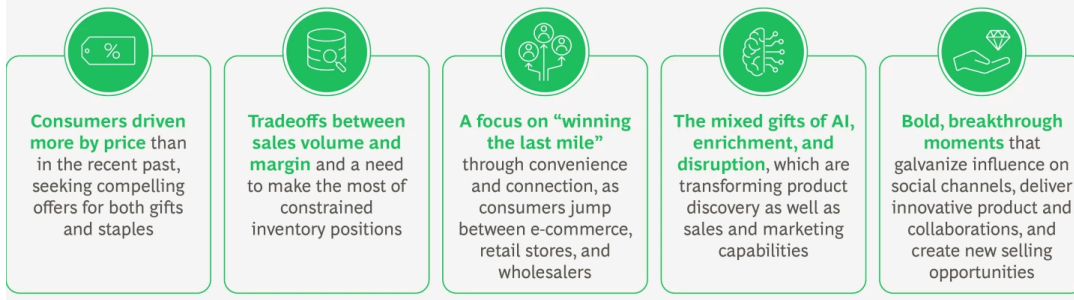 %
Consumers driven
more by price than
in the recent past,
seeking compelling
offers for both gifts
and staples
Tradeoffs between
sales volume and
margin and a need
to make the most of
constrained
inventory positions
A focus on “winning
the last mile”
through convenience
and connection, as
consumers jump
between e-commerce,
retail stores, and
wholesalers
The mixed gifts of AI,
enrichment, and
disruption, which are
transforming product
discovery as well as
sales and marketing
capabilities
Bold, breakthrough
moments that
galvanize influence on
social channels, deliver
innovative product and
collaborations, and
create new selling
opportunities